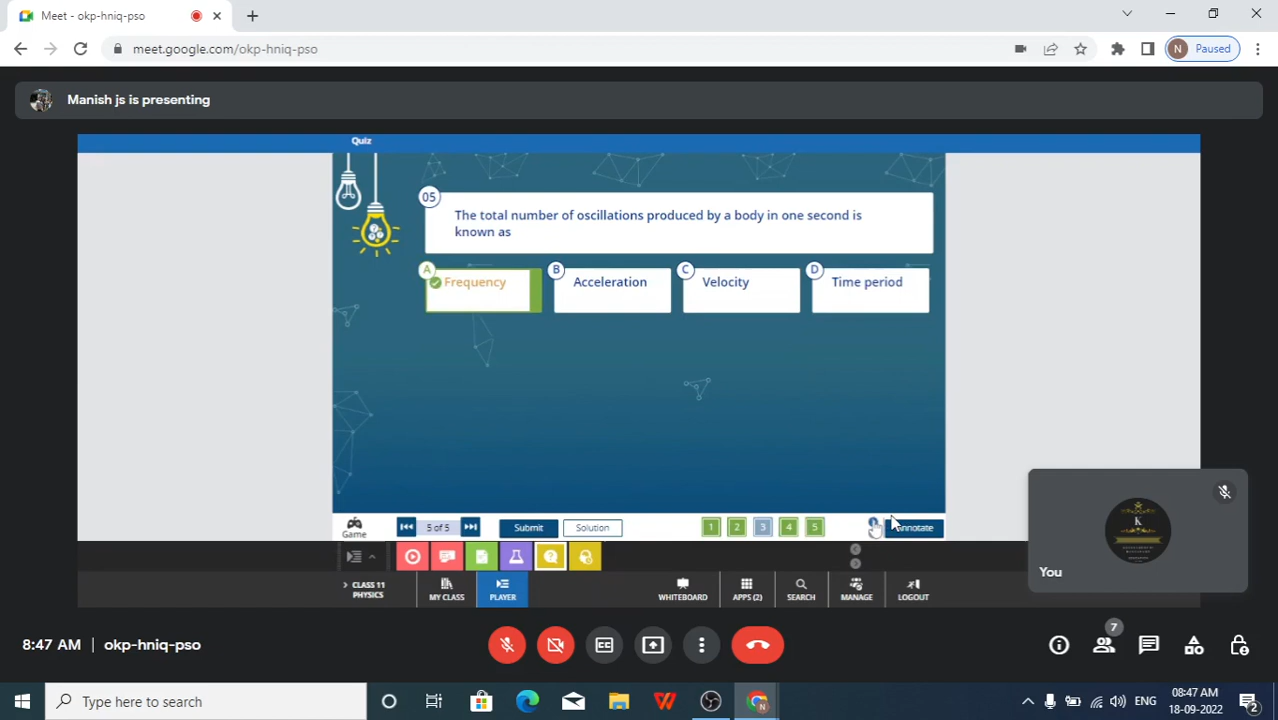 Meet - okp-hniq-pso
meet.google.com/okp-hniq-pso
N Paused
Manish js is presenting
Quiz
05
The total number of oscillations produced by a body in one second is
known as
A Frequency
B Acceleration
C Velocity
D Time period
Game
5 of 5
Submit
Solution
1 2 3 4 5
Annotate
K
You
CLASS 11
PHYSICS
MY CLASS
PLAYER
WHITEBOARD
APPS (2)
SEARCH
MANAGE
LOGOUT
8:47 AM | okp-hniq-pso
7
Type here to search
ENG
08:47 AM
18-09-2022
2